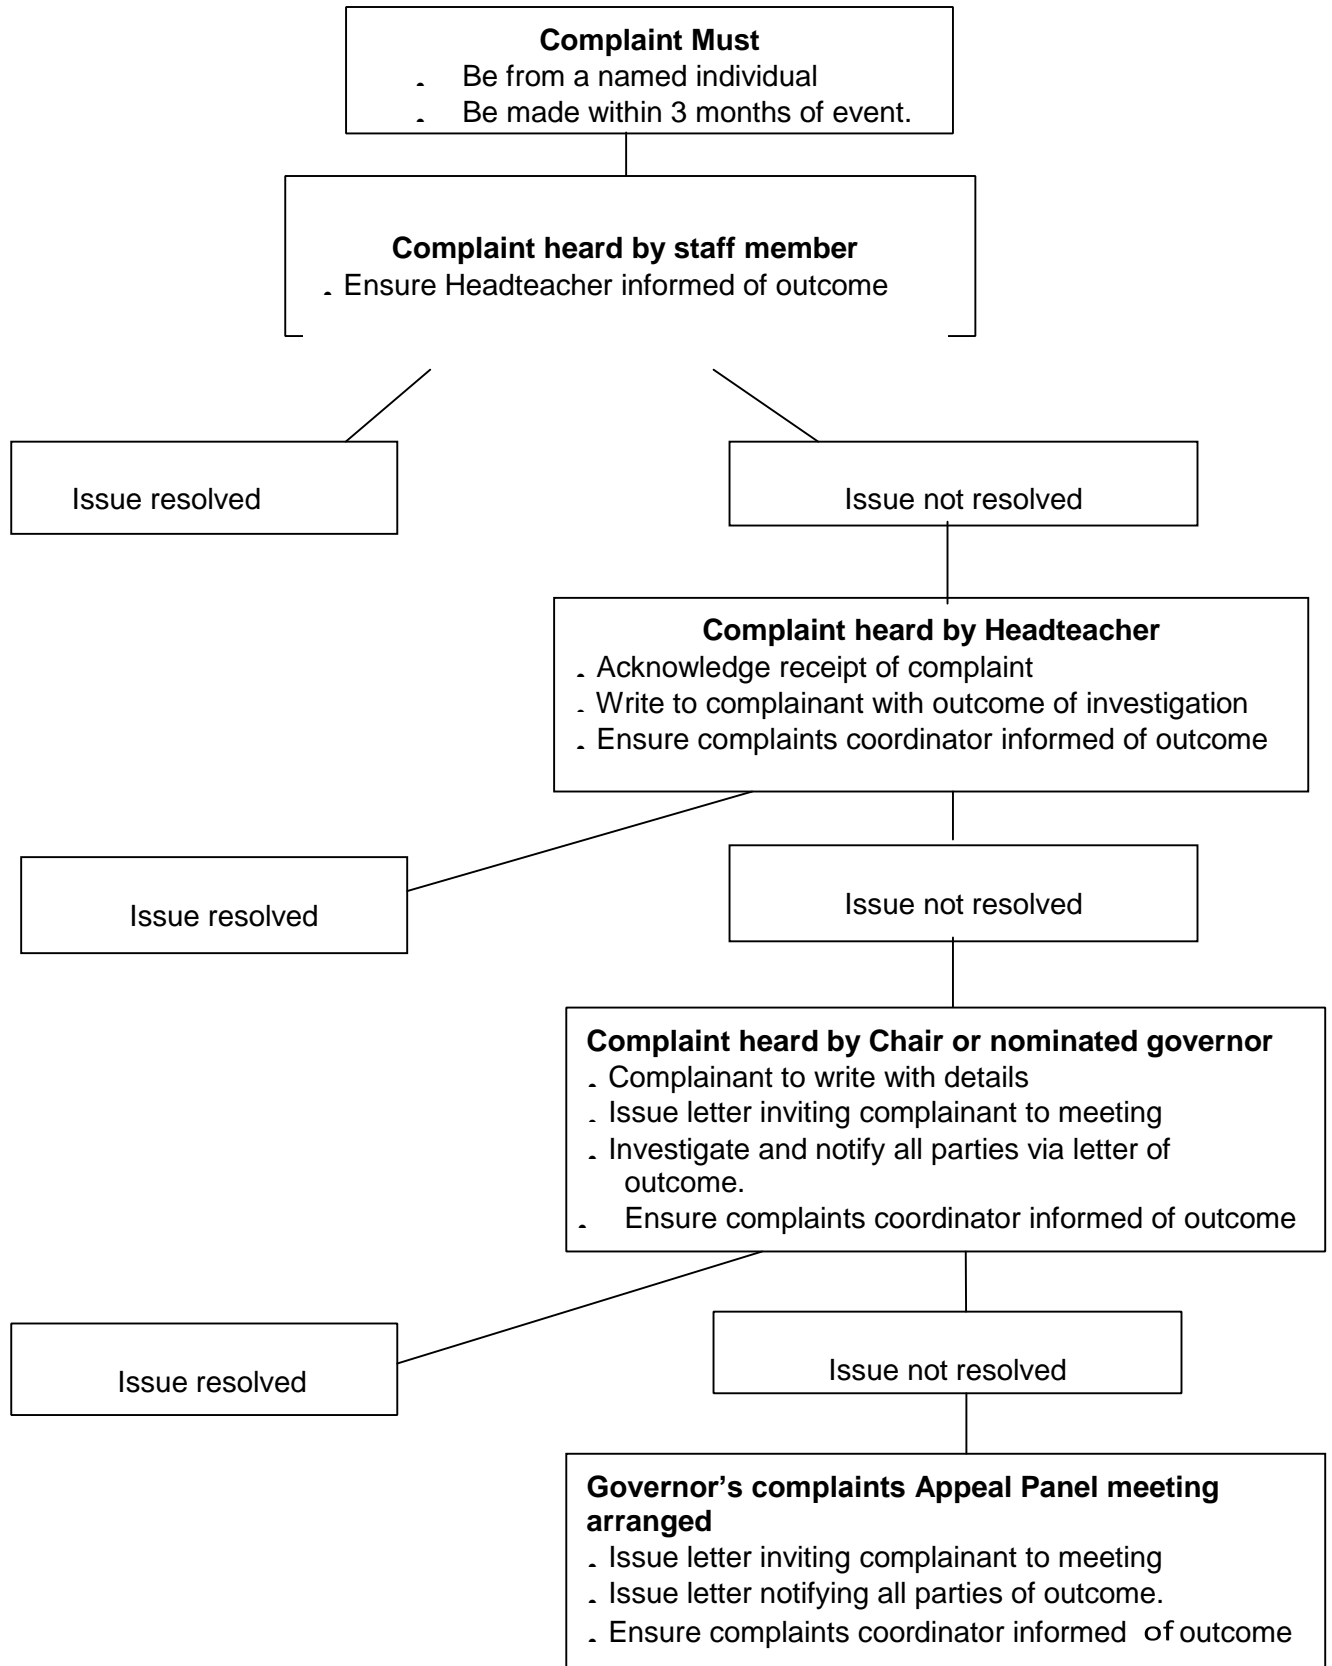 Complaint Must
Be from a named individual
Be made within 3 months of event.
Complaint heard by staff member
Ensure Headteacher informed of outcome
Issue resolved
Issue not resolved
Complaint heard by Headteacher
Acknowledge receipt of complaint
Write to complainant with outcome of investigation
Ensure complaints coordinator informed of outcome
Issue resolved
Issue not resolved
Complaint heard by Chair or nominated governor
Complainant to write with details
Issue letter inviting complainant to meeting
Investigate and notify all parties via letter of
outcome.
Ensure complaints coordinator informed of outcome
Issue resolved
Issue not resolved
Governor’s complaints Appeal Panel meeting
arranged
Issue letter inviting complainant to meeting
Issue letter notifying all parties of outcome.
Ensure complaints coordinator informed of outcome